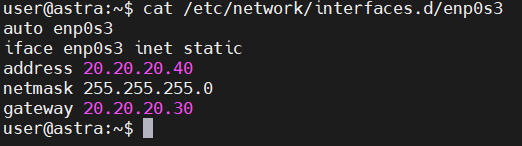 user@astra:~$ cat /etc/network/interfaces.d/enp0s3
auto enp0s3
iface enp0s3 inet static
address 20.20.20.40
netmask 255.255.255.0
gateway 20.20.20.30
user@astra:~$